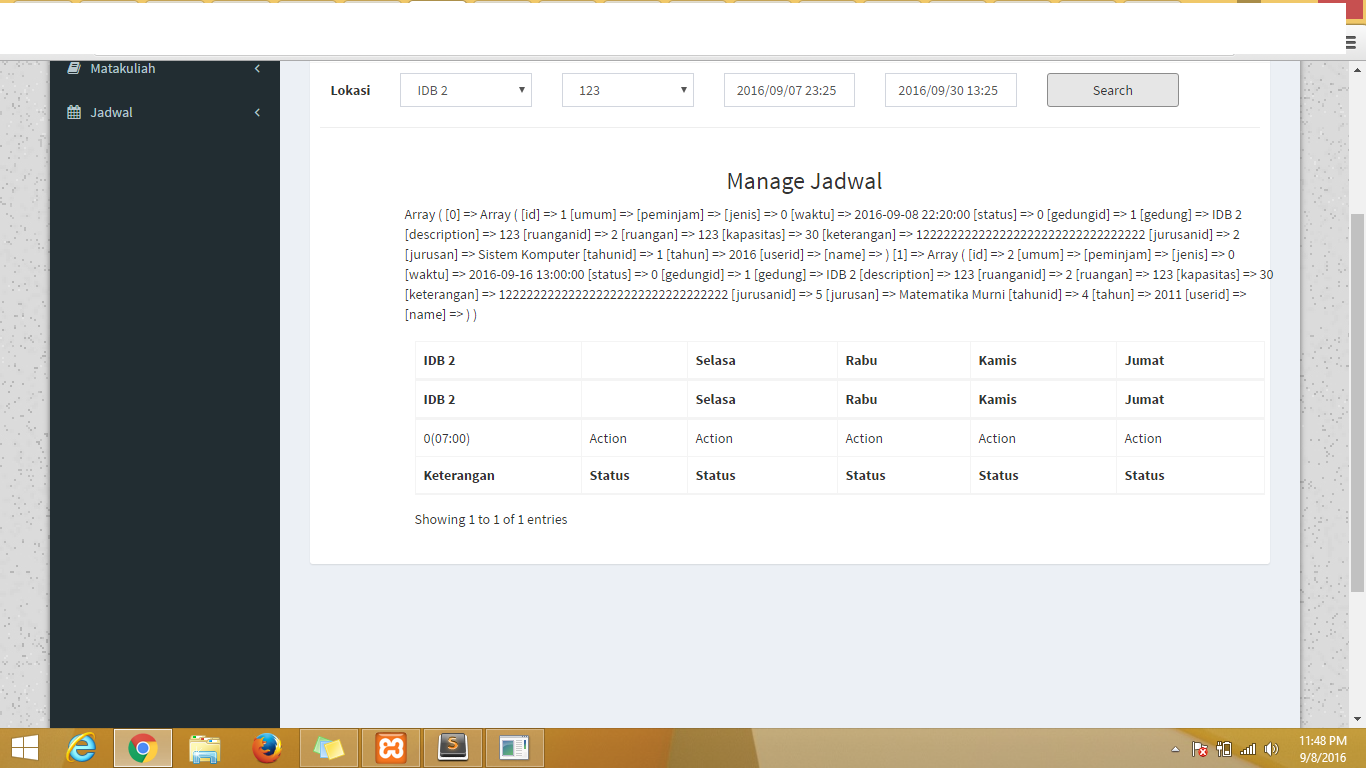 Matakuliah
Jadwal
Lokasi IDB 2 123 2016/09/07 23:25 2016/09/30 13:25 Search
Manage Jadwal
Array ( [0] => Array ( [id] => 1 [umum] => [peminjam] => [jenis] => 0 [waktu] => 2016-09-08 22:20:00 [status] => 0 [gedungid] => 1 [gedung] => IDB 2
[description] => 123 [ruanganid] => 2 [ruangan] => 123 [kapasitas] => 30 [keterangan] => 12222222222222222222222222222222222 [jurusanid] => 2
[jurusan] => Sistem Komputer [tahunid] => 1 [tahun] => 2016 [userid] => [name] => ) [1] => Array ( [id] => 2 [umum] => [peminjam] => [jenis] => 0
[waktu] => 2016-09-16 13:00:00 [status] => 0 [gedungid] => 1 [gedung] => IDB 2 [description] => 123 [ruanganid] => 2 [ruangan] => 123 [kapasitas] => 30
[keterangan] => 12222222222222222222222222222222222 [jurusanid] => 5 [jurusan] => Matematika Murni [tahunid] => 4 [tahun] => 2011 [userid] =>
[name] => ) )
IDB 2 Selasa Rabu Kamis Jumat
IDB 2 Selasa Rabu Kamis Jumat
0(07:00) Action Action Action Action Action
Keterangan Status Status Status Status Status
Showing 1 to 1 of 1 entries
11:48 PM
9/8/2016